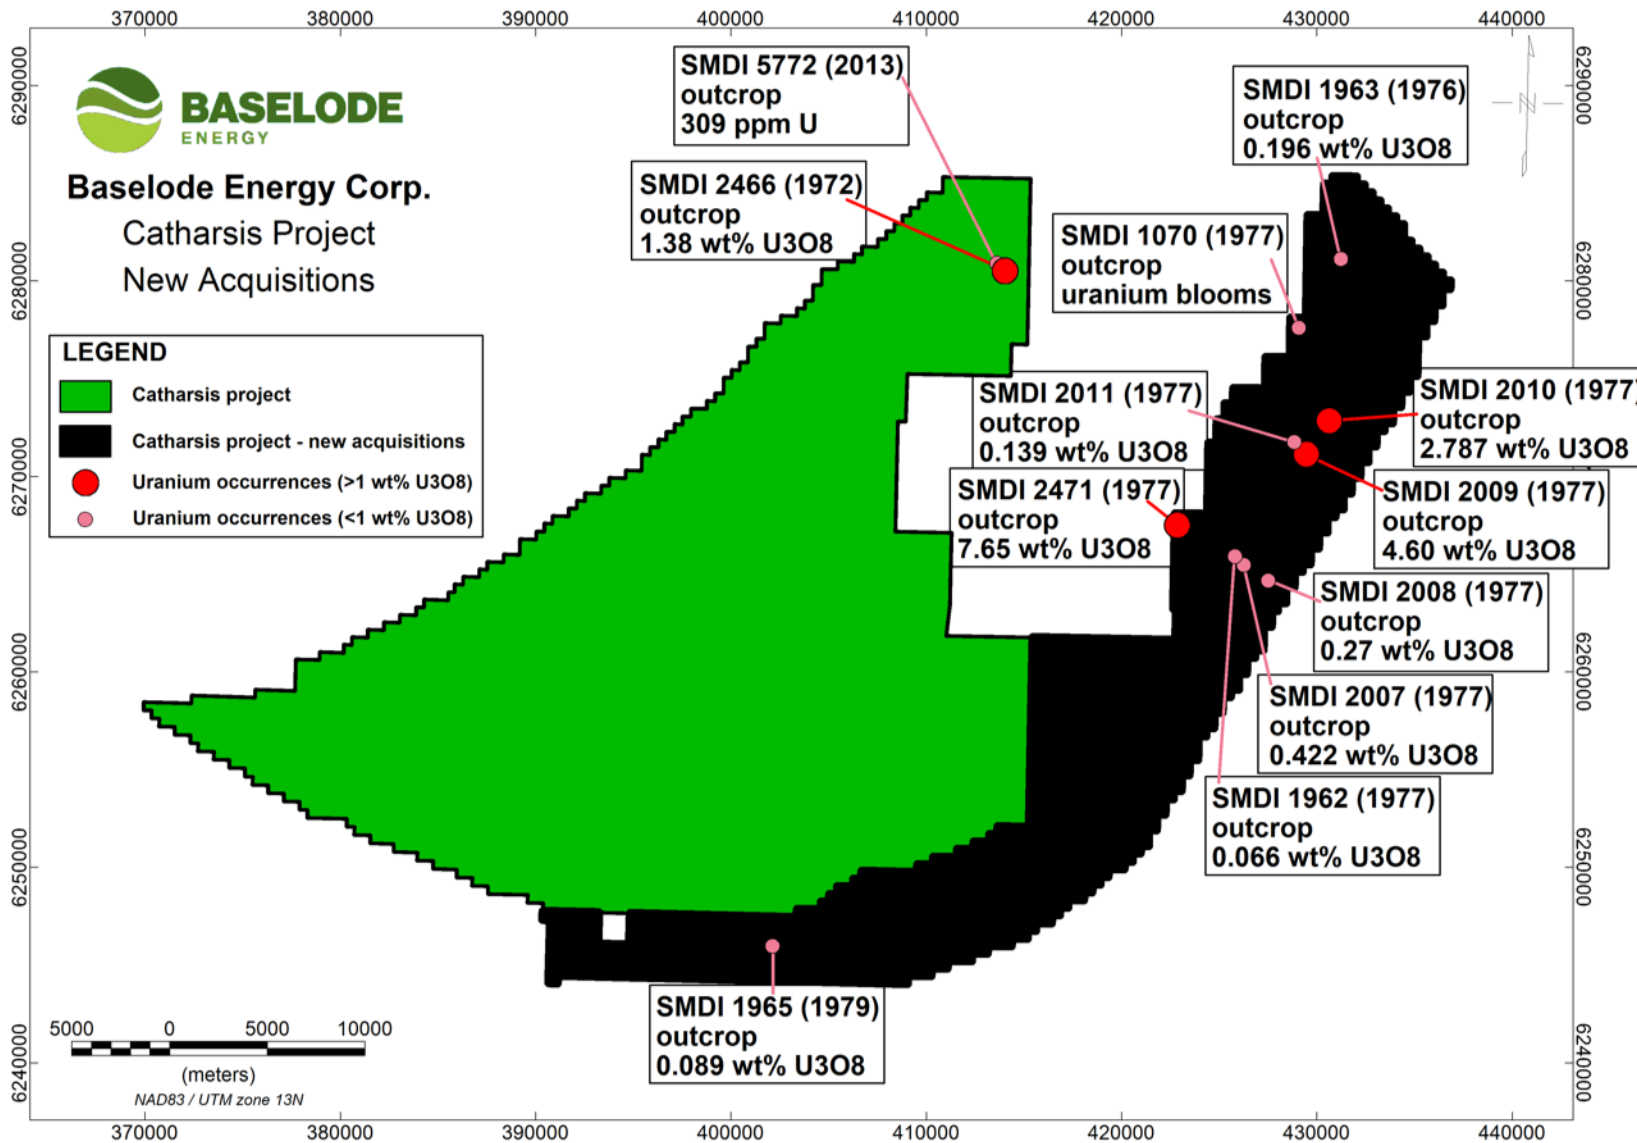 370000 380000 390000 400000 410000 420000 430000 440000
6290000
6280000
6270000
6260000
6250000
6240000
BASELODE
ENERGY
Baselode Energy Corp.
Catharsis Project
New Acquisitions
LEGEND
Catharsis project
Catharsis project - new acquisitions
Uranium occurrences (>1 wt% U3O8)
Uranium occurrences (<1 wt% U3O8)
SMDI 5772 (2013)
outcrop
309 ppm U
SMDI 2466 (1972)
outcrop
1.38 wt% U3O8
SMDI 1963 (1976)
outcrop
0.196 wt% U3O8
SMDI 1070 (1977)
outcrop
uranium blooms
SMDI 2011 (1977)
outcrop
0.139 wt% U3O8
SMDI 2010 (1977)
outcrop
2.787 wt% U3O8
SMDI 2471 (1977)
outcrop
7.65 wt% U3O8
SMDI 2009 (1977)
outcrop
4.60 wt% U3O8
SMDI 2008 (1977)
outcrop
0.27 wt% U3O8
SMDI 2007 (1977)
outcrop
0.422 wt% U3O8
SMDI 1962 (1977)
outcrop
0.066 wt% U3O8
SMDI 1965 (1979)
outcrop
0.089 wt% U3O8
N
6290000
6280000
6270000
6260000
6250000
6240000
5000 0 5000 10000
(meters)
NAD83 / UTM zone 13N
370000 380000 390000 400000 410000 420000 430000 440000